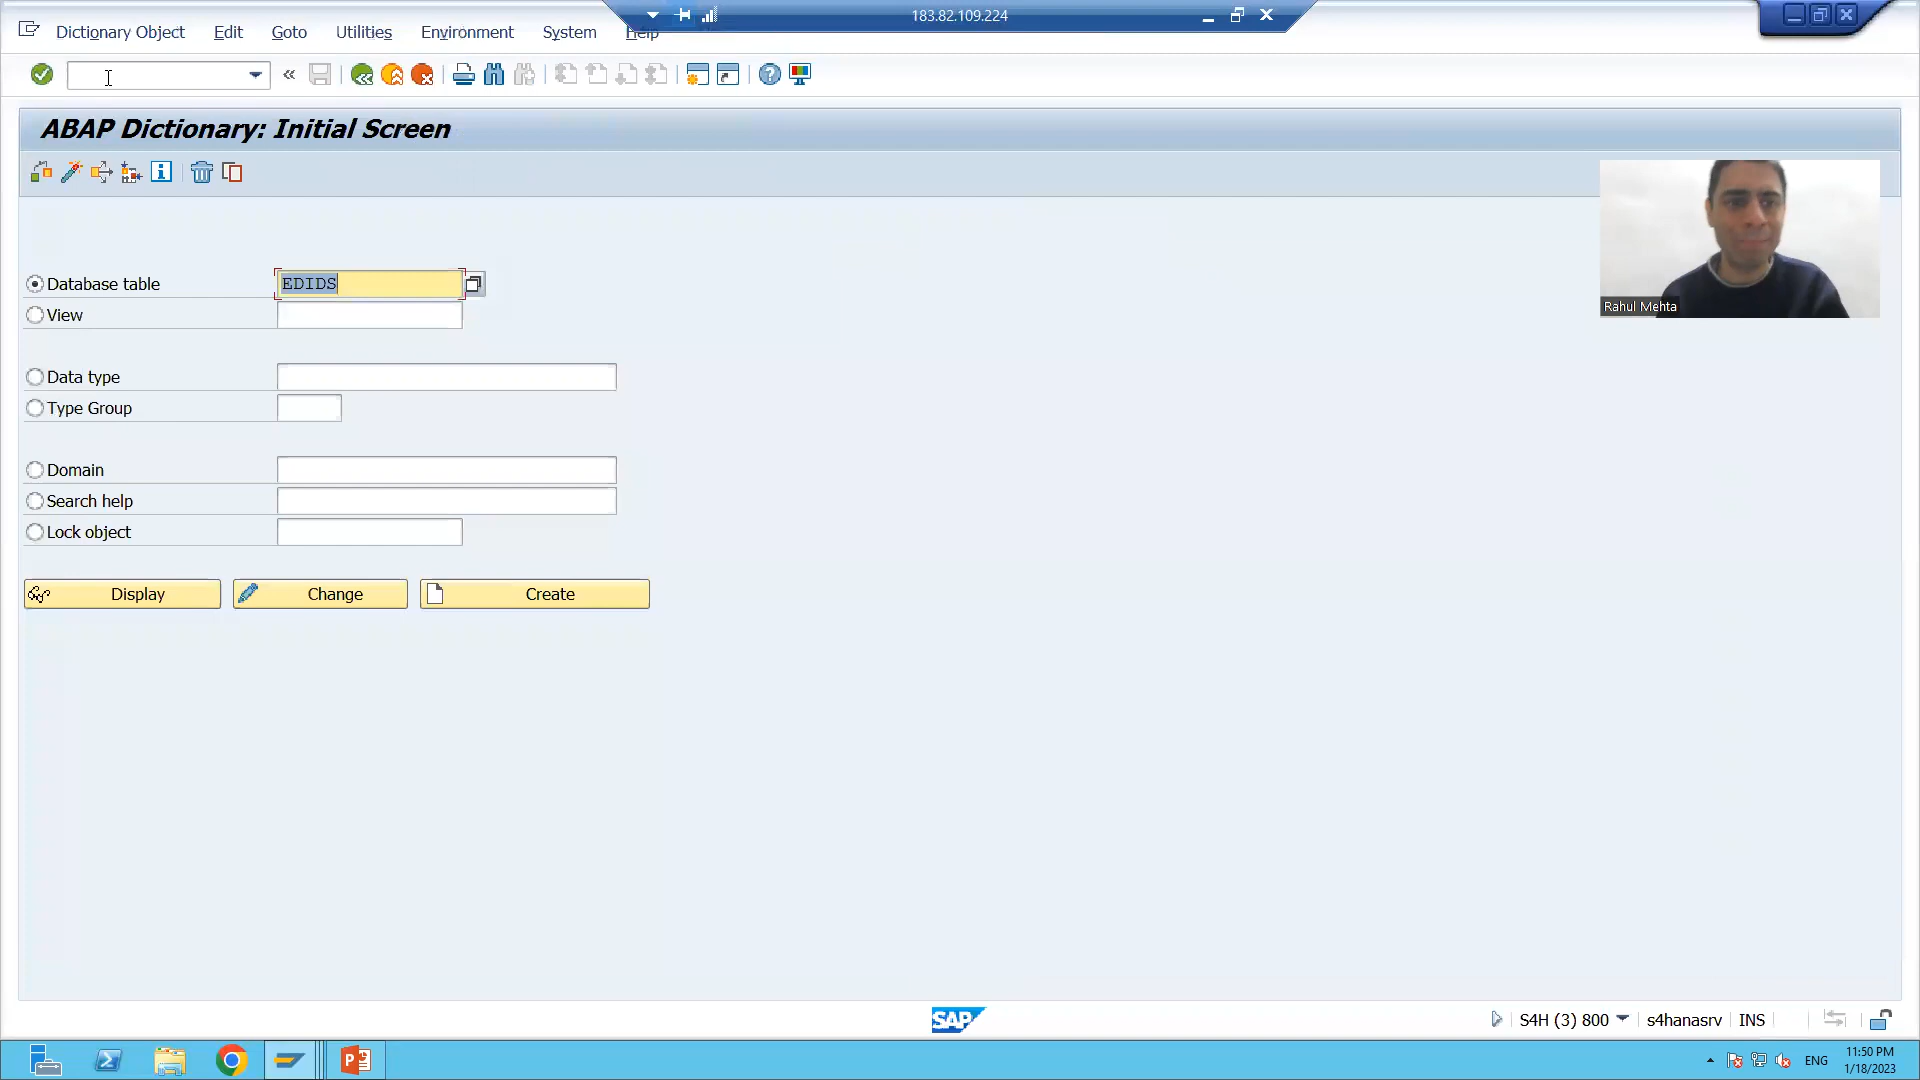 183.82.109.224
Dictionary Object Edit Goto Utilities Environment System Help
ABAP Dictionary: Initial Screen
Rahul Mehta
Database table EDIDS
View
Data type
Type Group
Domain
Search help
Lock object
Display Change Create
SAP S4H (3) 800 s4hanasrv INS
ENG 11:50 PM
1/18/2023